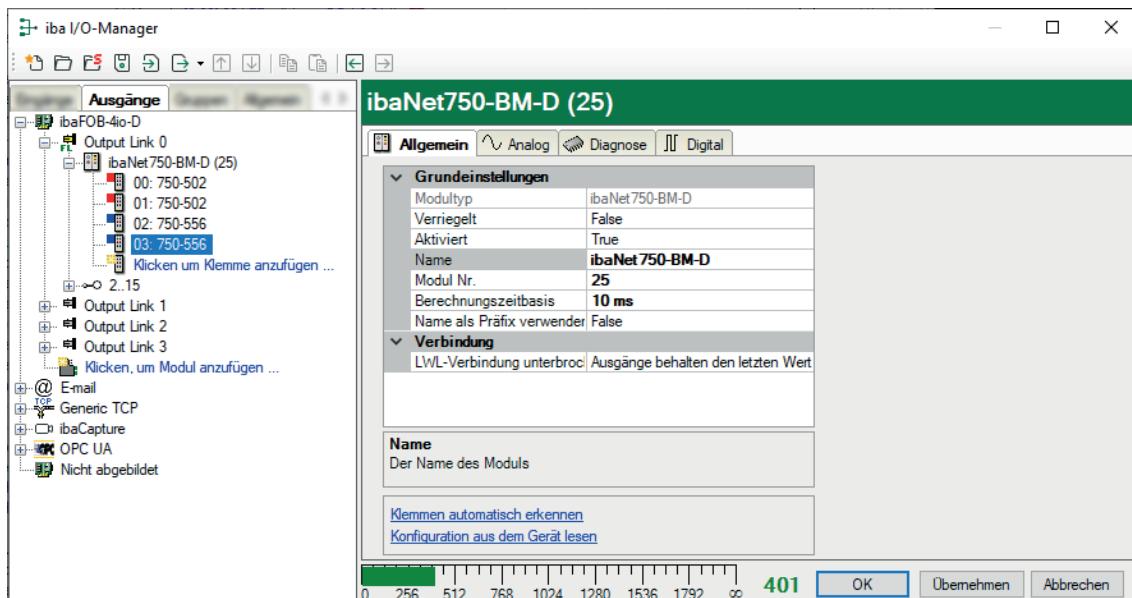 iba I/O-Manager
Ausgänge
ibaFOB-4io-D
Output Link 0
ibaNet750-BM-D (25)
00: 750-502
01: 750-502
02: 750-556
03: 750-556
Klicken um Klemme anzufügen ...
2..15
Output Link 1
Output Link 2
Output Link 3
Klicken, um Modul anzufügen ...
E-mail
TCP
Generic TCP
ibaCapture
OPC UA
Nicht abgebildet
ibaNet750-BM-D (25)
Allgemein Analog Diagnose Digital
Grundeinstellungen
Modultyp ibaNet750-BM-D
Verriegelt False
Aktiviert True
Name ibaNet750-BM-D
Modul Nr. 25
Berechnungszeitbasis 10 ms
Name als Präfix verwender False
Verbindung
LWL-Verbindung unterbroc Ausgänge behalten den letzten Wert
Name
Der Name des Moduls
Klemmen automatisch erkennen
Konfiguration aus dem Gerät lesen
0 256 512 768 1024 1280 1536 1792 ∞ 401 OK Übernehmen Abbrechen